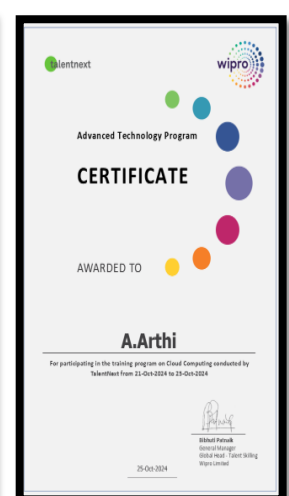 talentnext
wipro
Advanced Technology Program
CERTIFICATE
AWARDED TO
A.Arthi
For participating in the training program on Cloud Computing conducted by
TalentNext from 21-Oct-2024 to 23-Oct-2024
Bibhuti Patnaik
General Manager
Global Head - Talent Skilling
Wipro Limited
25-Oct-2024